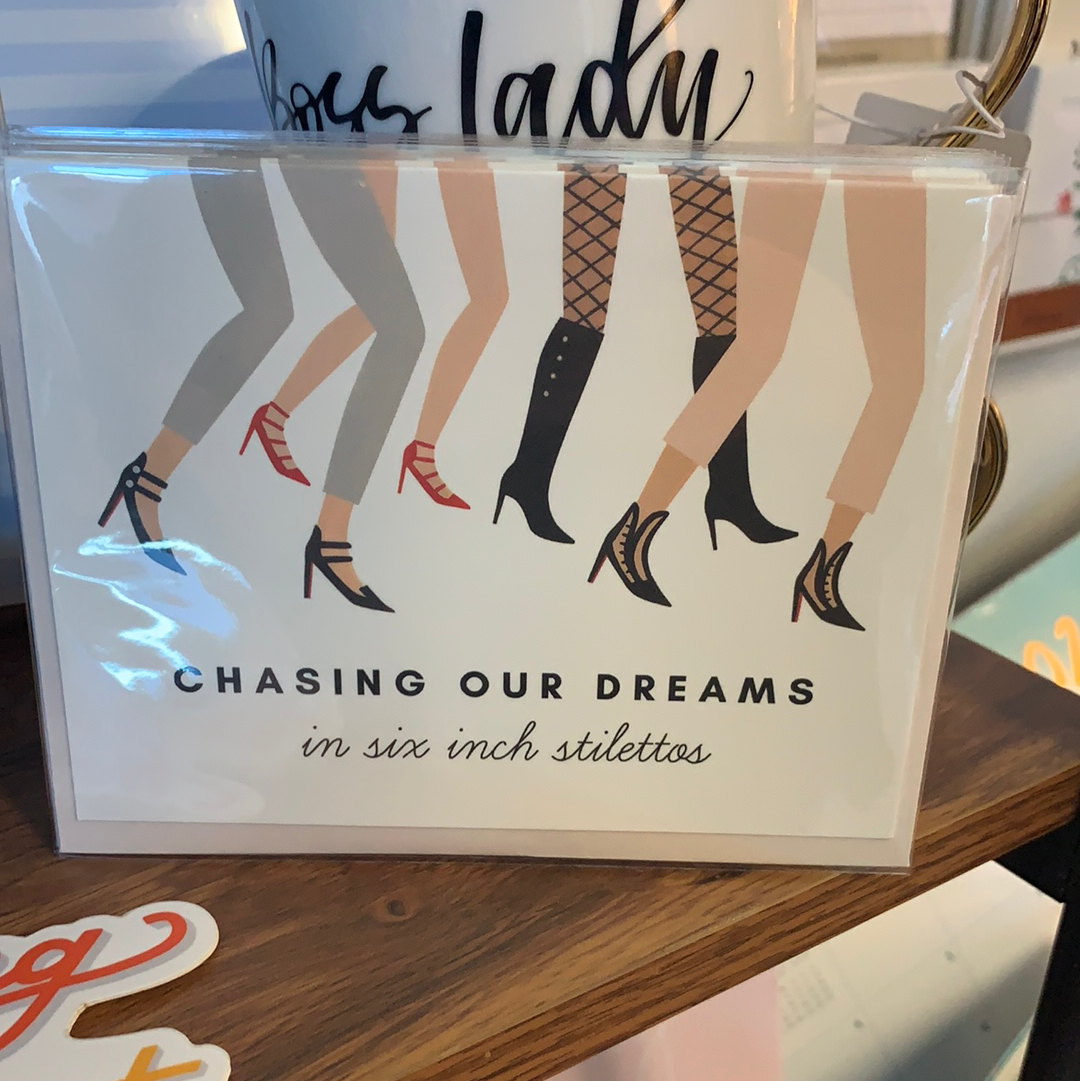 Boss lady
CHASING OUR DREAMS
in six inch stilettos